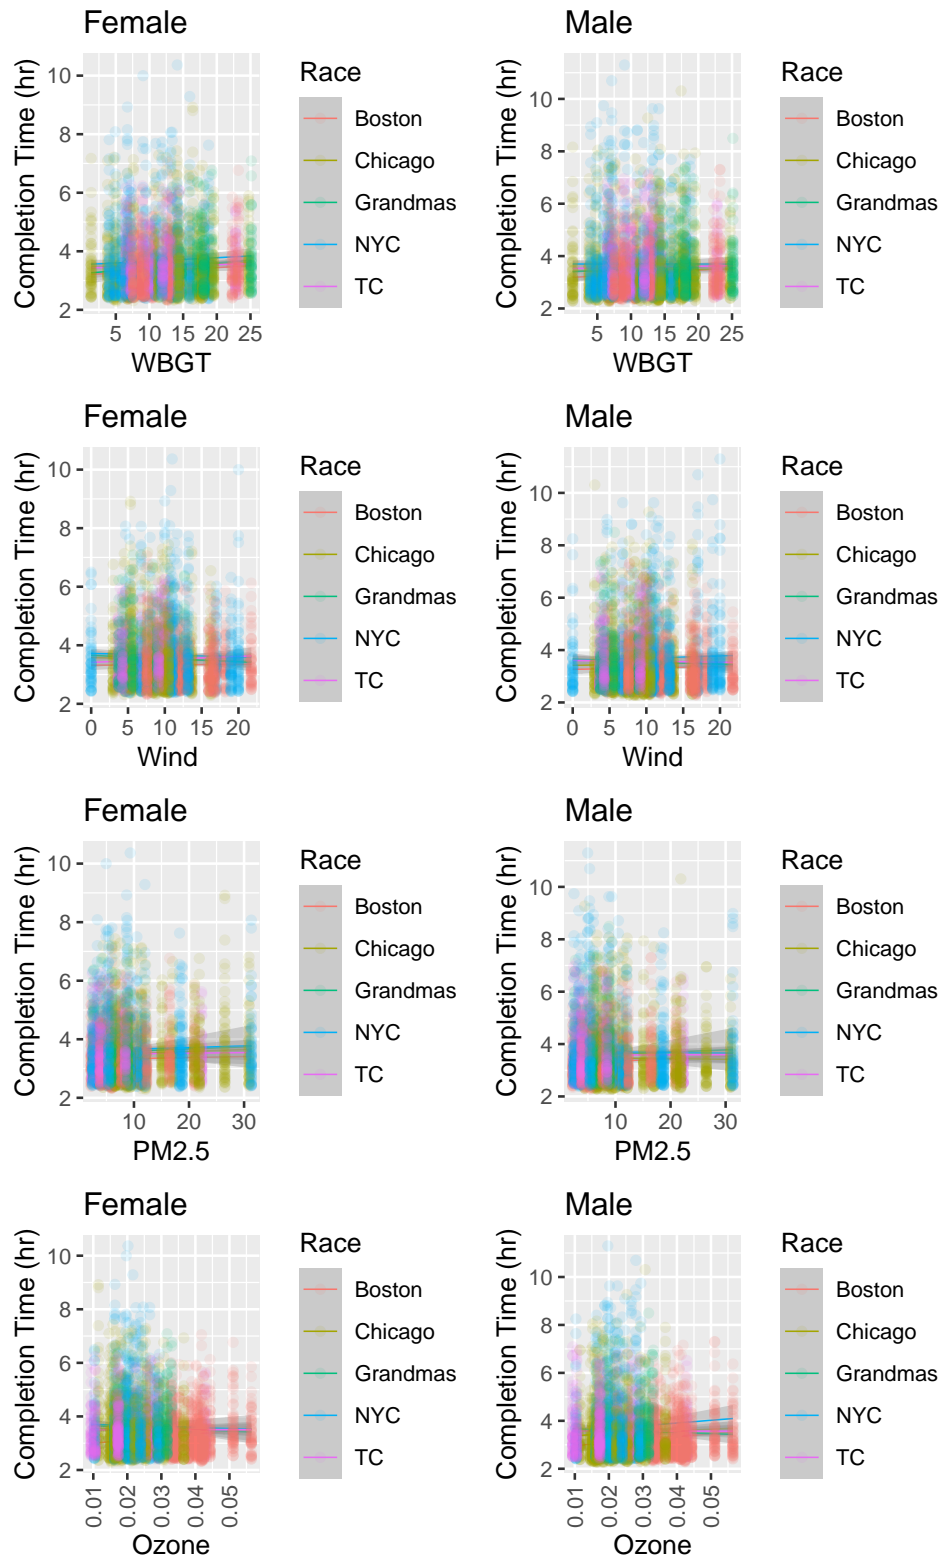 Female
Completion Time (hr)
10
8
6
4
2
5 10 15 20 25
WBGT
Race
Boston
Chicago
Grandmas
NYC
TC
Male
Completion Time (hr)
10
8
6
4
2
5 10 15 20 25
WBGT
Race
Boston
Chicago
Grandmas
NYC
TC
Female
Completion Time (hr)
10
8
6
4
2
0 5 10 15 20
Wind
Race
Boston
Chicago
Grandmas
NYC
TC
Male
Completion Time (hr)
10
8
6
4
2
0 5 10 15 20
Wind
Race
Boston
Chicago
Grandmas
NYC
TC
Female
Completion Time (hr)
10
8
6
4
2
10 20 30
PM2.5
Race
Boston
Chicago
Grandmas
NYC
TC
Male
Completion Time (hr)
10
8
6
4
2
10 20 30
PM2.5
Race
Boston
Chicago
Grandmas
NYC
TC
Female
Completion Time (hr)
10
8
6
4
2
0.01 0.02 0.03 0.04 0.05
Ozone
Race
Boston
Chicago
Grandmas
NYC
TC
Male
Completion Time (hr)
10
8
6
4
2
0.01 0.02 0.03 0.04 0.05
Ozone
Race
Boston
Chicago
Grandmas
NYC
TC